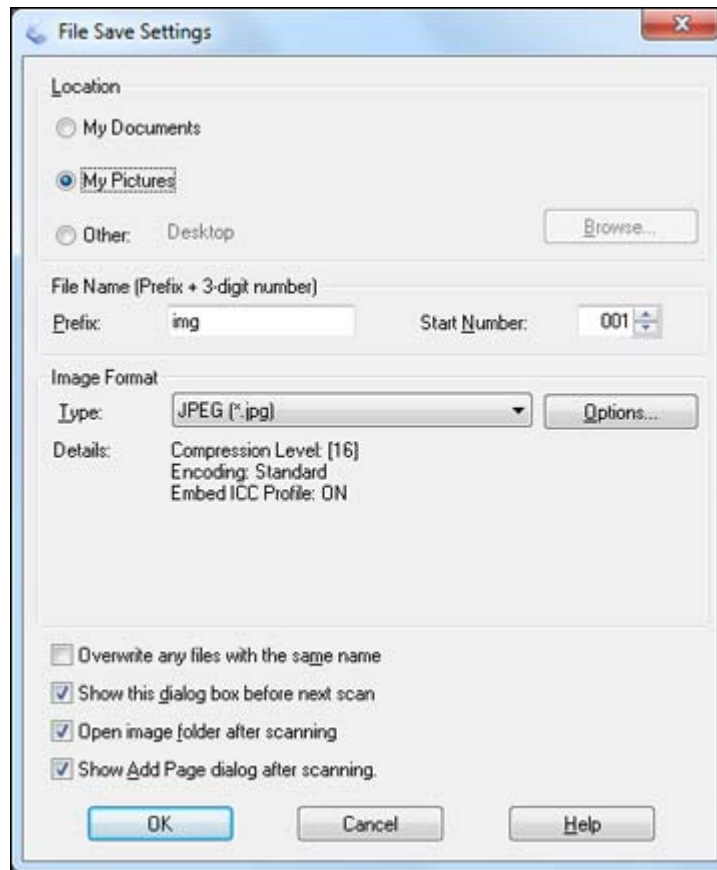 File Save Settings
Location
My Documents
My Pictures
Other: Desktop Browse...
File Name (Prefix + 3-digit number)
Prefix: img Start Number: 001
Image Format
Type: JPEG (*.jpg) Options...
Details: Compression Level: [16]
Encoding: Standard
Embed ICC Profile: ON
Overwrite any files with the same name
Show this dialog box before next scan
Open image folder after scanning
Show Add Page dialog after scanning.
OK Cancel Help